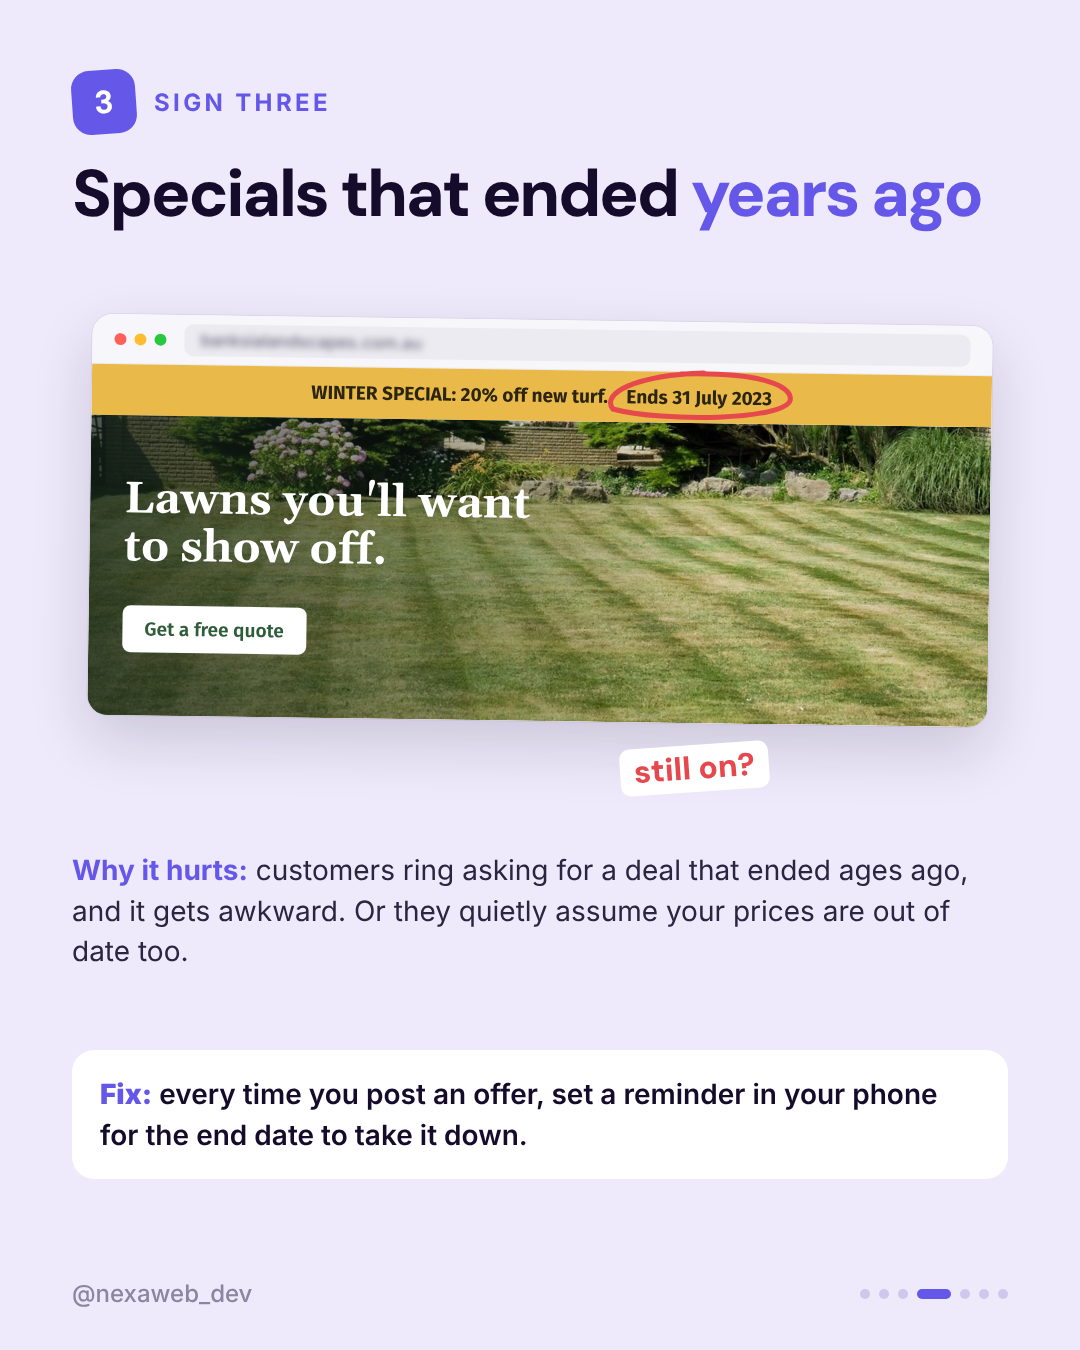 3
SIGN THREE
Specials that ended years ago
WINTER SPECIAL: 20% off new turf. Ends 31 July 2023
Lawns you'll want
to show off.
Get a free quote
still on?
Why it hurts: customers ring asking for a deal that ended ages ago,
and it gets awkward. Or they quietly assume your prices are out of
date too.
Fix: every time you post an offer, set a reminder in your phone
for the end date to take it down.
@nexaweb_dev